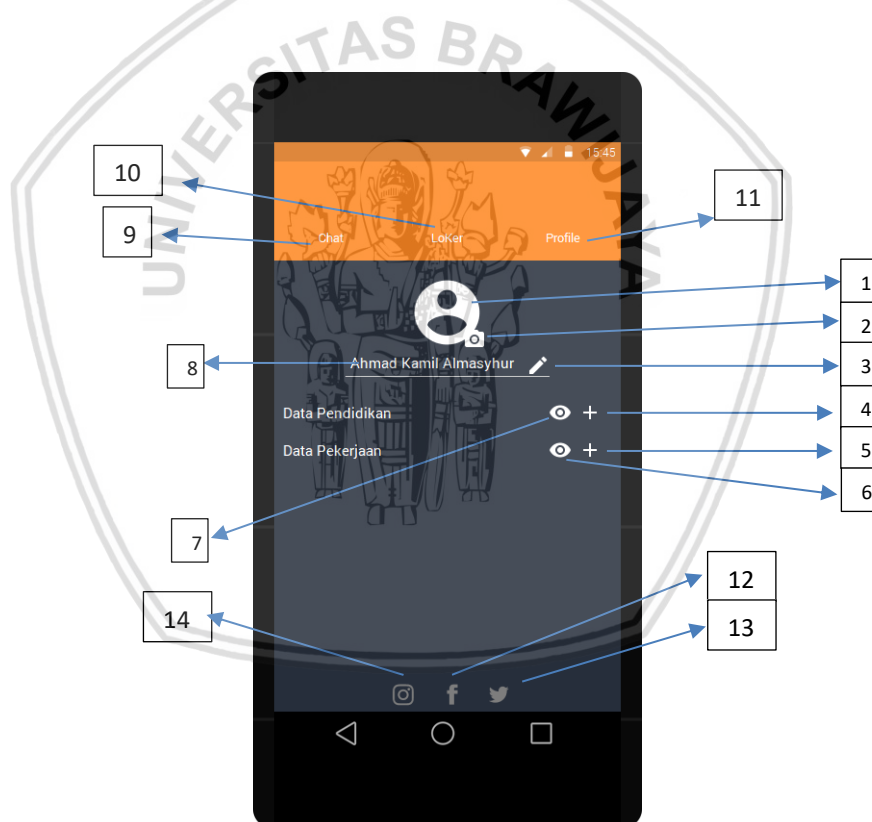 UNIVERSITAS BRAWIJAYA
15:45
10
11
9
Chat
LoKer
Profile
1
2
8
Ahmad Kamil Almasyhur
3
Data Pendidikan
4
Data Pekerjaan
5
6
7
12
14
13